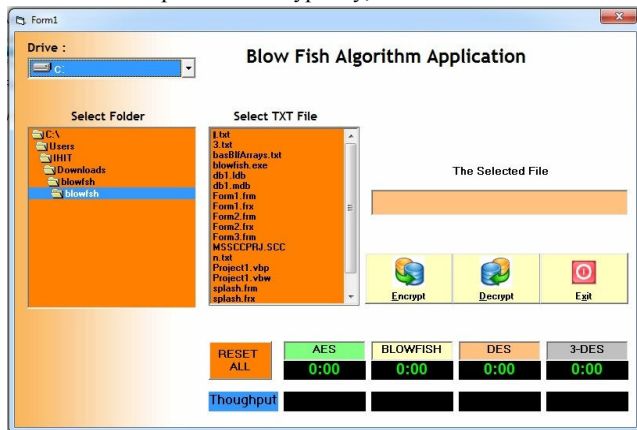 Form1
Drive :
c:
Blow Fish Algorithm Application
Select Folder
Select TXT File
C:\
Users
IHIT
Downloads
blowfsh
blowfsh
3.txt
basBlfArrays.txt
blowfish.exe
db1.ldb
db1.mdb
Form1.frm
Form1.frx
Form2.frm
Form2.frx
Form3.frm
MSSCCPRJ.SCC
n.txt
Project1.vbp
Project1.vbw
splash.frm
splash.frx
The Selected File
Encrypt
Decrypt
Exit
RESET ALL
AES
BLOWFISH
DES
3-DES
0:00
0:00
0:00
0:00
Thoughput